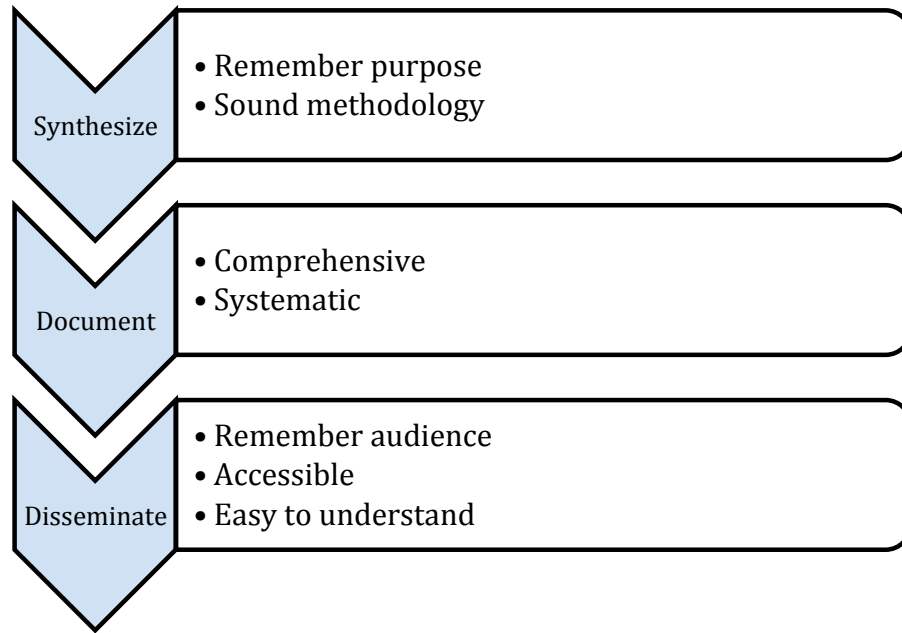 Synthesize
• Remember purpose
• Sound methodology
Document
• Comprehensive
• Systematic
Disseminate
• Remember audience
• Accessible
• Easy to understand